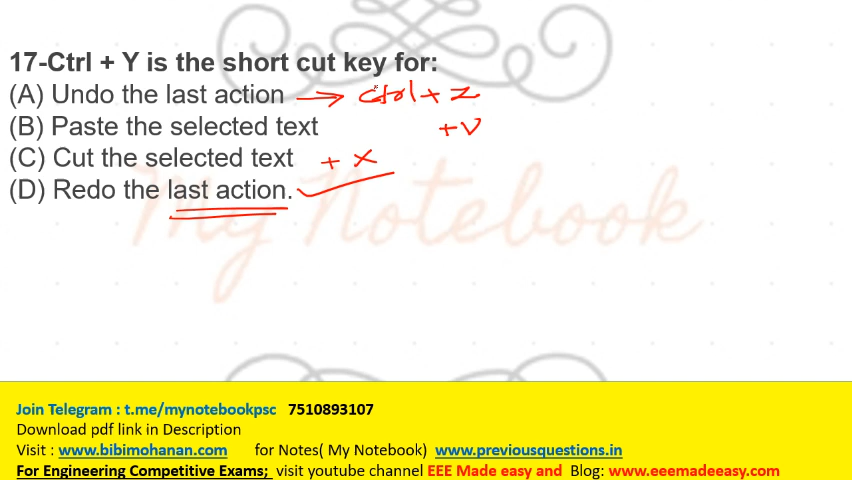 17-Ctrl + Y is the short cut key for:
(A) Undo the last action → Ctrl + Z
(B) Paste the selected text +V
(C) Cut the selected text + X
(D) Redo the last action. ✓
My Notebook
Join Telegram : t.me/mynotebookpsc 7510893107
Download pdf link in Description
Visit : www.bibimohanan.com for Notes( My Notebook) www.previousquestions.in
For Engineering Competitive Exams; visit youtube channel EEE Made easy and Blog: www.eeemadeeasy.com